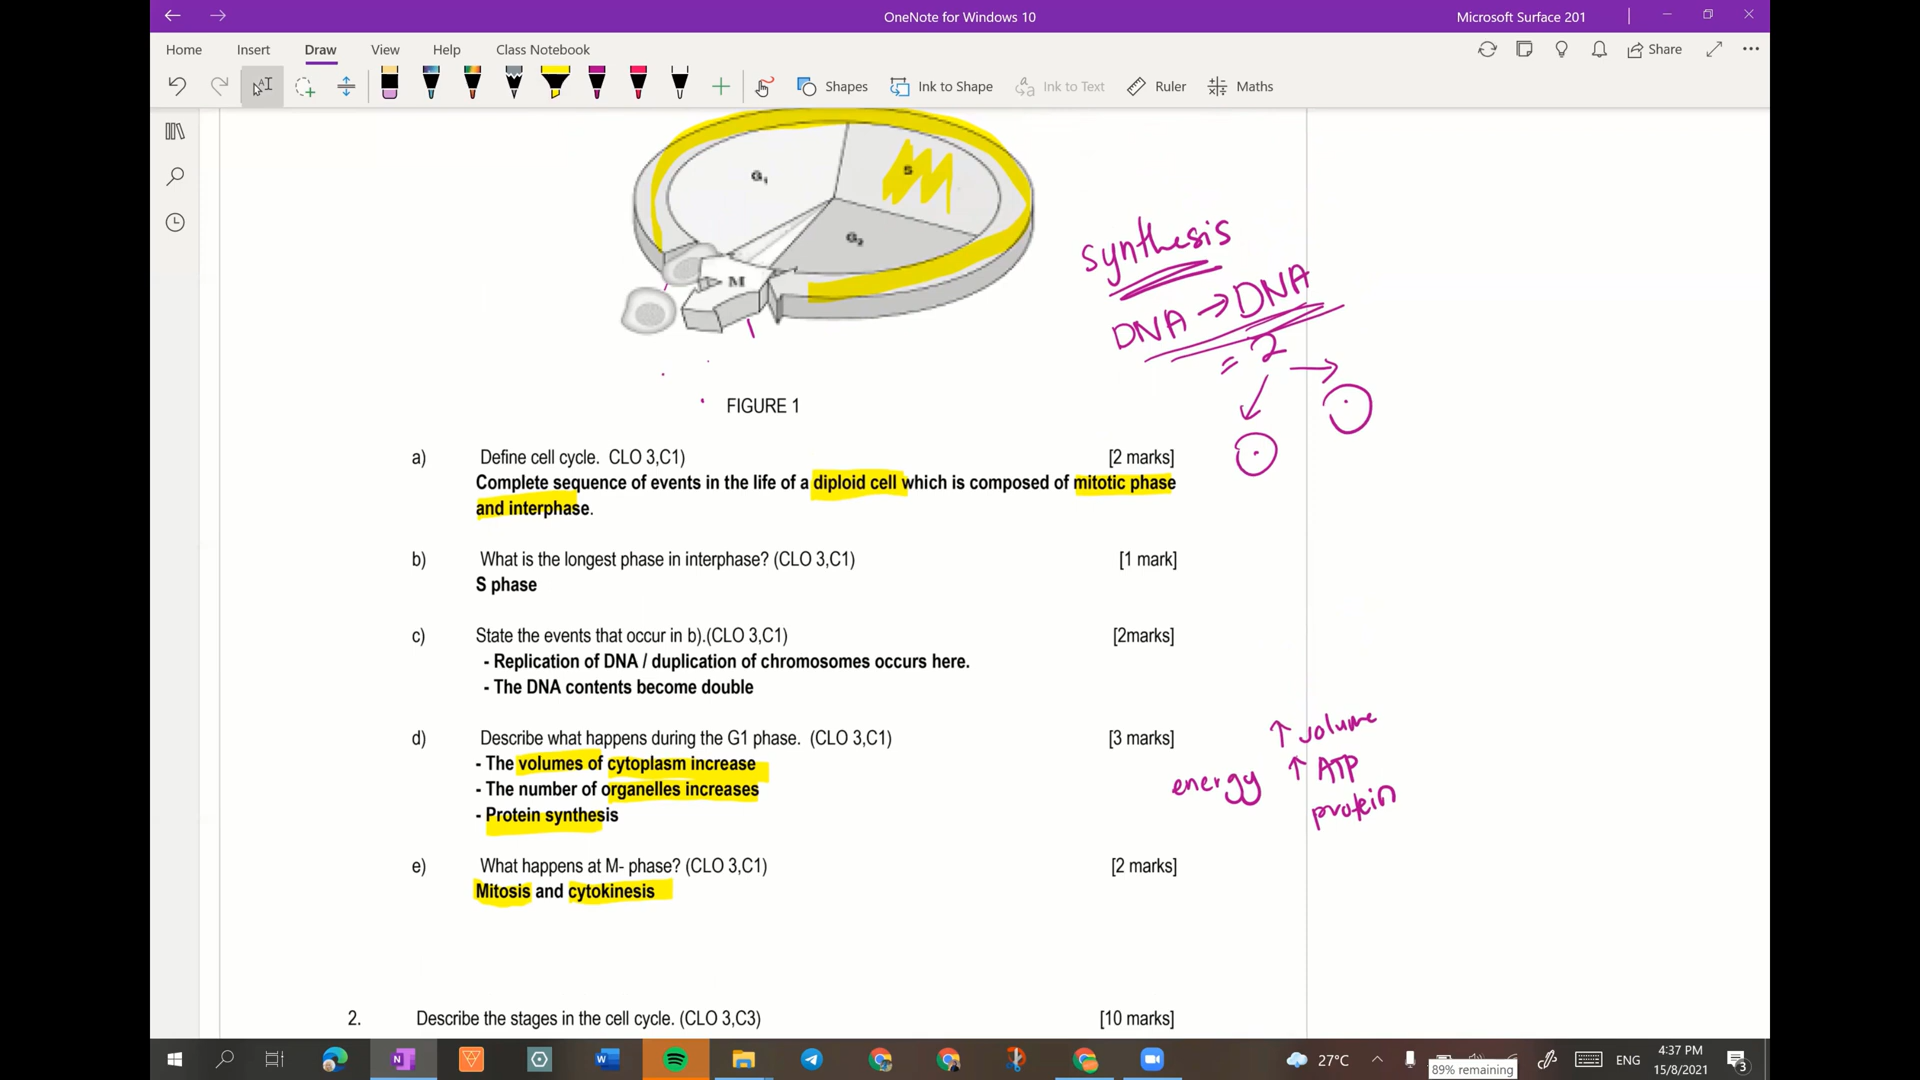 OneNote for Windows 10
Microsoft Surface 201
Home Insert Draw View Help Class Notebook
Share
Shapes Ink to Shape Ink to Text Ruler Maths
G1
S
G2
M
synthesis
DNA → DNA
= 2
FIGURE 1
a) Define cell cycle. CLO 3,C1) [2 marks]
Complete sequence of events in the life of a diploid cell which is composed of mitotic phase
and interphase.
b) What is the longest phase in interphase? (CLO 3,C1) [1 mark]
S phase
c) State the events that occur in b).(CLO 3,C1) [2marks]
- Replication of DNA / duplication of chromosomes occurs here.
- The DNA contents become double
d) Describe what happens during the G1 phase. (CLO 3,C1) [3 marks]
- The volumes of cytoplasm increase
- The number of organelles increases
- Protein synthesis
↑ volume
energy ↑ ATP
protein
e) What happens at M- phase? (CLO 3,C1) [2 marks]
Mitosis and cytokinesis
2. Describe the stages in the cell cycle. (CLO 3,C3) [10 marks]
27°C
ENG
4:37 PM
15/8/2021
3
89% remaining